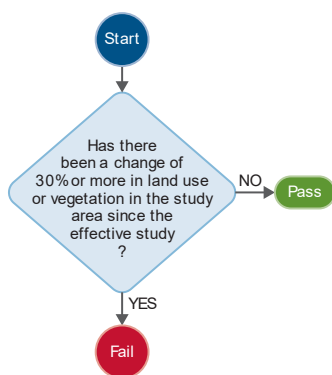 Start
Has there
been a change of
30% or more in land use
or vegetation in the study
area since the
effective study
?
NO
Pass
YES
Fail